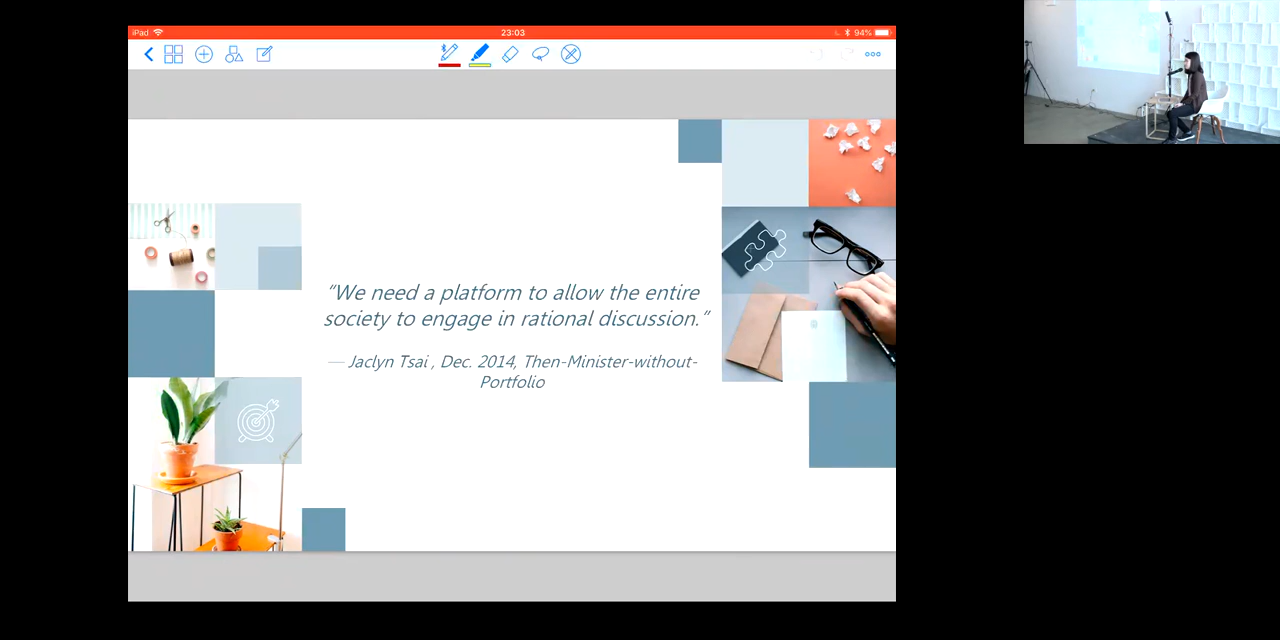 iPad
23:03
94%
“We need a platform to allow the entire
society to engage in rational discussion.”
— Jaclyn Tsai , Dec. 2014, Then-Minister-without-
Portfolio